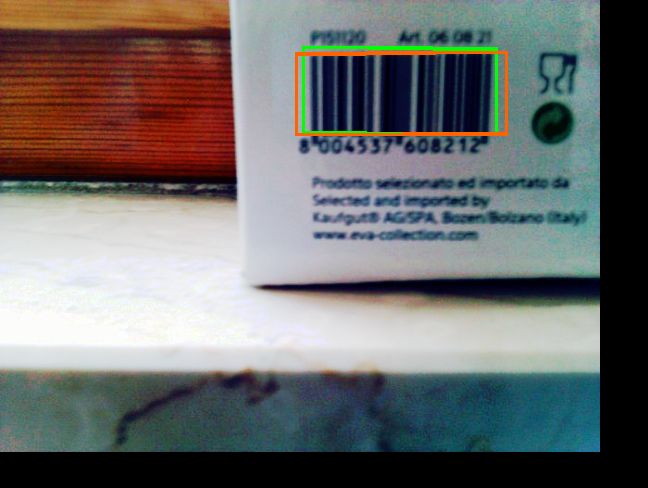 P151120 Art. 06 08 21
8 004537 608212
Prodotto selezionato ed importato da
Selected and imported by
Kaufgut® AG/SPA, Bozen/Bolzano (Italy)
www.eva-collection.com